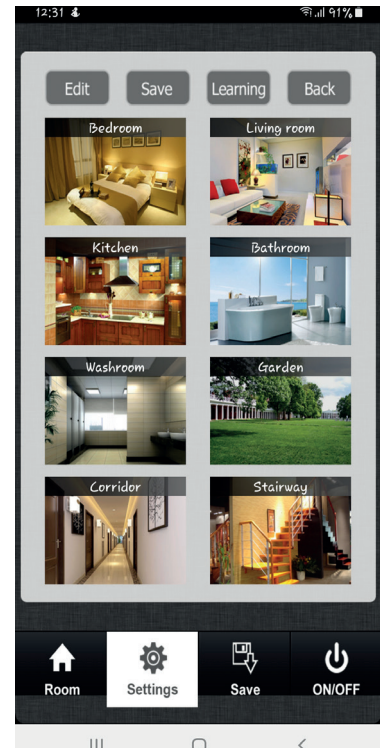 12:31 91%
Edit Save Learning Back
Bedroom Living room
Kitchen Bathroom
Washroom Garden
Corridor Stairway
Room Settings Save ON/OFF